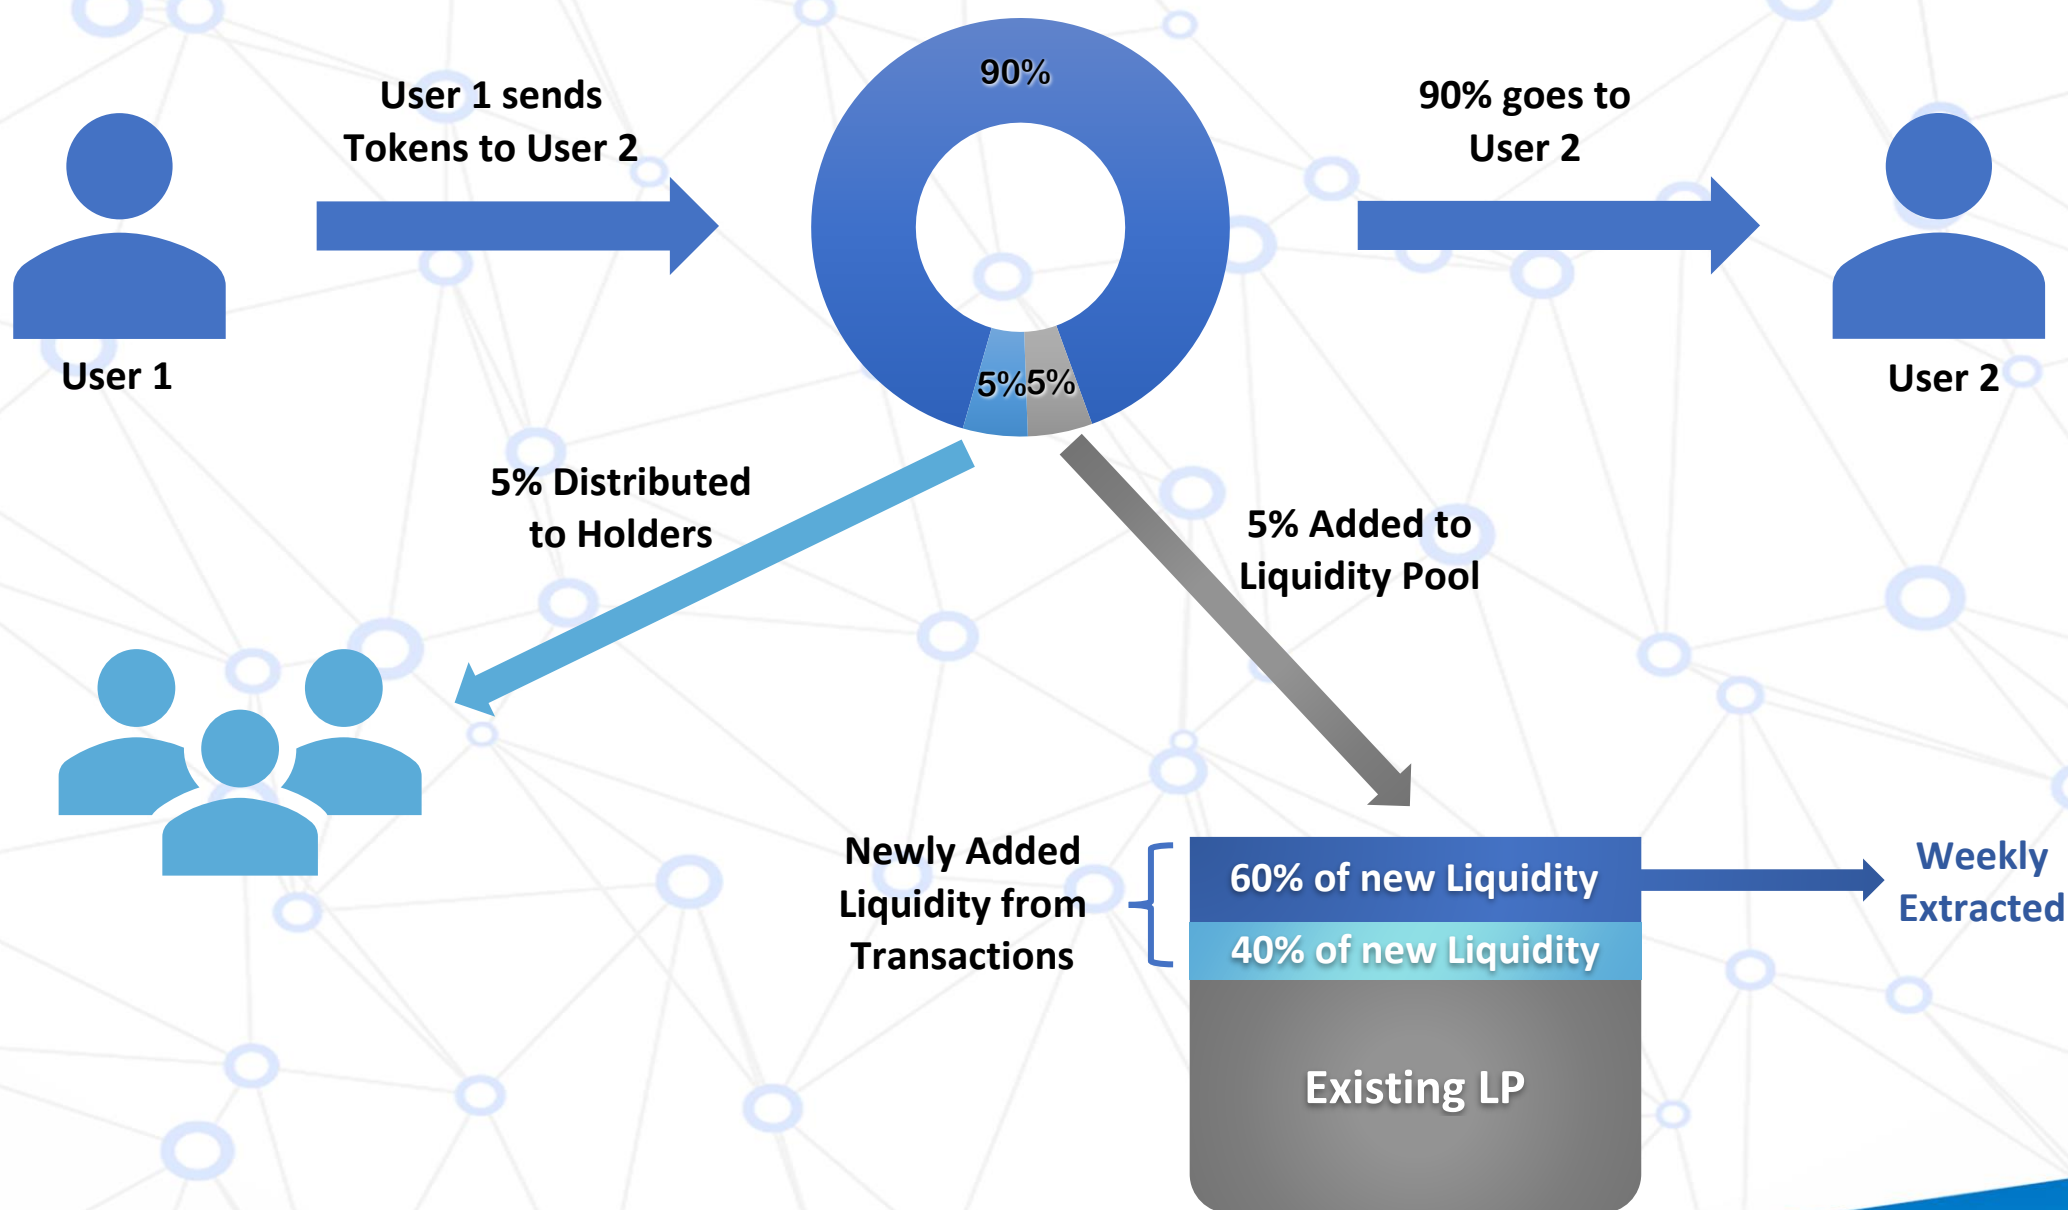 90%
User 1 sends
Tokens to User 2
90% goes to
User 2
User 1
User 2
5%
5%
5% Distributed
to Holders
5% Added to
Liquidity Pool
Newly Added
Liquidity from
Transactions
60% of new Liquidity
40% of new Liquidity
Existing LP
Weekly
Extracted